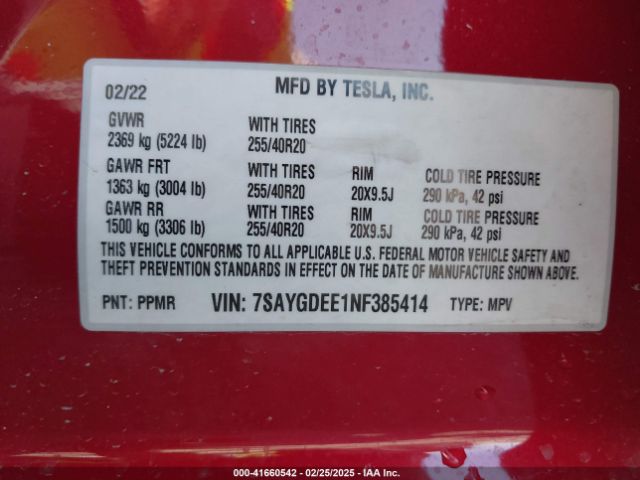 02/22 MFD BY TESLA, INC.
GVWR
2369 kg (5224 lb) WITH TIRES 255/40R20
GAWR FRT WITH TIRES RIM COLD TIRE PRESSURE
1363 kg (3004 lb) 255/40R20 20X9.5J 290 kPa, 42 psi
GAWR RR WITH TIRES RIM COLD TIRE PRESSURE
1500 kg (3306 lb) 255/40R20 20X9.5J 290 kPa, 42 psi
THIS VEHICLE CONFORMS TO ALL APPLICABLE U.S. FEDERAL MOTOR VEHICLE SAFETY AND
THEFT PREVENTION STANDARDS IN EFFECT ON THE DATE OF MANUFACTURE SHOWN ABOVE.
PNT: PPMR VIN: 7SAYGDEE1NF385414 TYPE: MPV
000-41660542 - 02/25/2025 - IAA Inc.